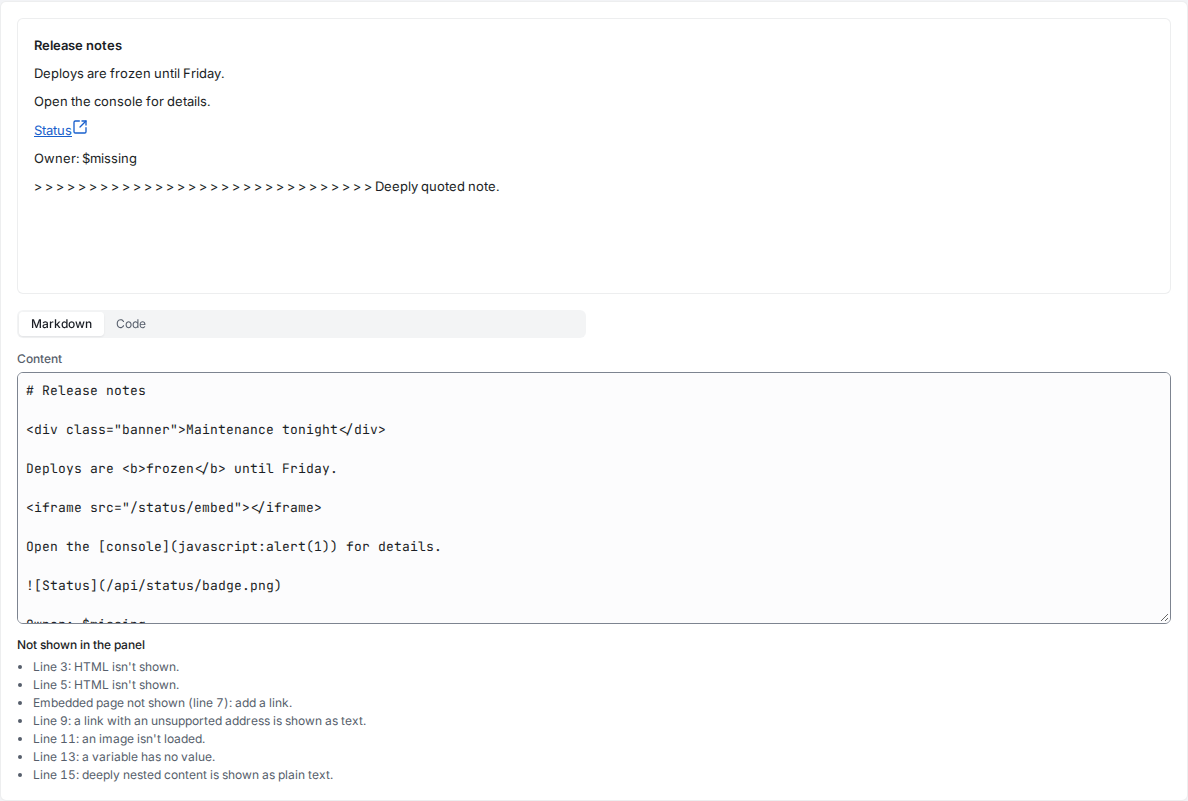 Release notes
Deploys are frozen until Friday.
Open the console for details.
Status
Owner: $missing
> > > > > > > > > > > > > > > > > > > > > > > > > > > > > > > Deeply quoted note.
Markdown Code
Content
# Release notes
<div class="banner">Maintenance tonight</div>
Deploys are <b>frozen</b> until Friday.
<iframe src="/status/embed"></iframe>
Open the [console](javascript:alert(1)) for details.
![Status](/api/status/badge.png)
Owner: $missing
Not shown in the panel
• Line 3: HTML isn't shown.
• Line 5: HTML isn't shown.
• Embedded page not shown (line 7): add a link.
• Line 9: a link with an unsupported address is shown as text.
• Line 11: an image isn't loaded.
• Line 13: a variable has no value.
• Line 15: deeply nested content is shown as plain text.